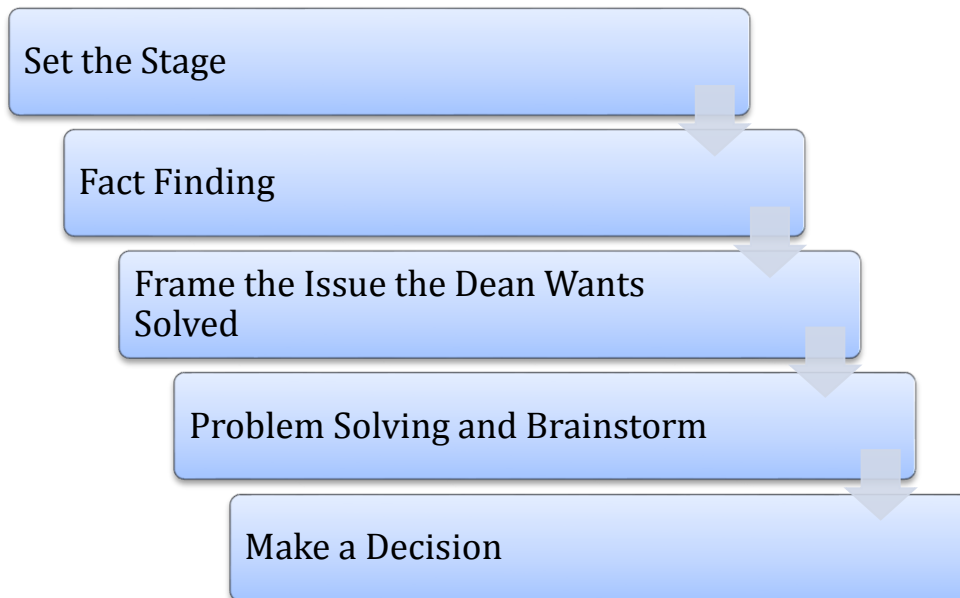 Set the Stage
Fact Finding
Frame the Issue the Dean Wants
Solved
Problem Solving and Brainstorm
Make a Decision